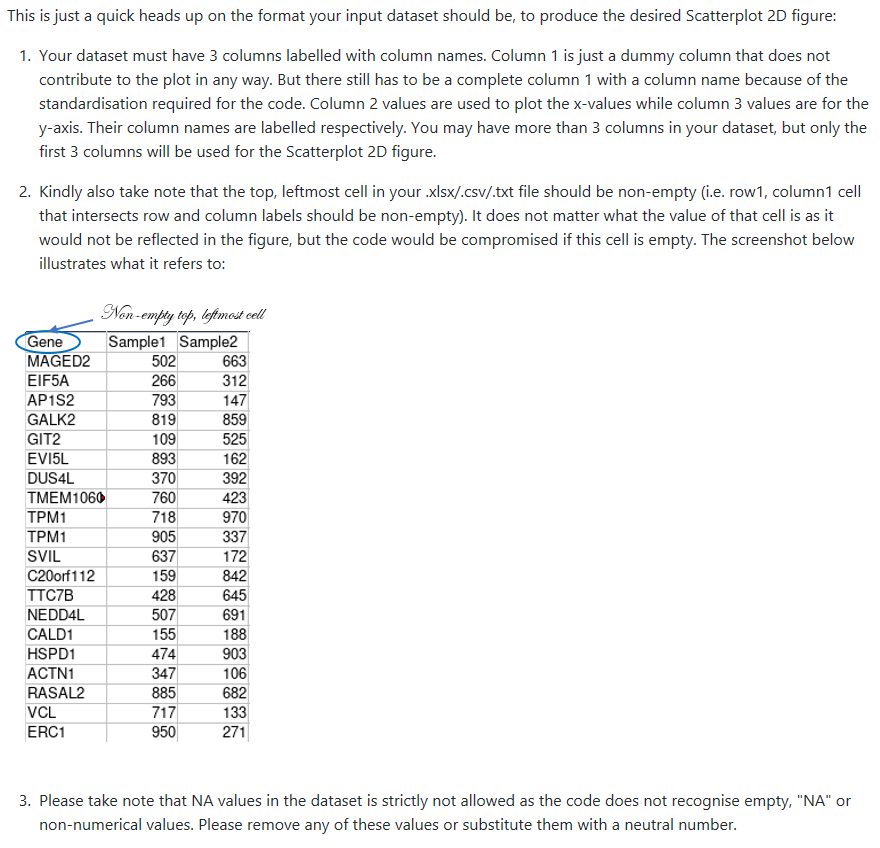 This is just a quick heads up on the format your input dataset should be, to produce the desired Scatterplot 2D figure:
1. Your dataset must have 3 columns labelled with column names. Column 1 is just a dummy column that does not
contribute to the plot in any way. But there still has to be a complete column 1 with a column name because of the
standardisation required for the code. Column 2 values are used to plot the x-values while column 3 values are for the
y-axis. Their column names are labelled respectively. You may have more than 3 columns in your dataset, but only the
first 3 columns will be used for the Scatterplot 2D figure.
2. Kindly also take note that the top, leftmost cell in your .xlsx/.csv/.txt file should be non-empty (i.e. row1, column1 cell
that intersects row and column labels should be non-empty). It does not matter what the value of that cell is as it
would not be reflected in the figure, but the code would be compromised if this cell is empty. The screenshot below
illustrates what it refers to:
Non-empty top, leftmost cell
Gene Sample1 Sample2
MAGED2 502 663
EIF5A 266 312
AP1S2 793 147
GALK2 819 859
GIT2 109 525
EVI5L 893 162
DUS4L 370 392
TMEM106 760 423
TPM1 718 970
TPM1 905 337
SVIL 637 172
C20orf112 159 842
TTC7B 428 645
NEDD4L 507 691
CALD1 155 188
HSPD1 474 903
ACTN1 347 106
RASAL2 885 682
VCL 717 133
ERC1 950 271
3. Please take note that NA values in the dataset is strictly not allowed as the code does not recognise empty, "NA" or
non-numerical values. Please remove any of these values or substitute them with a neutral number.